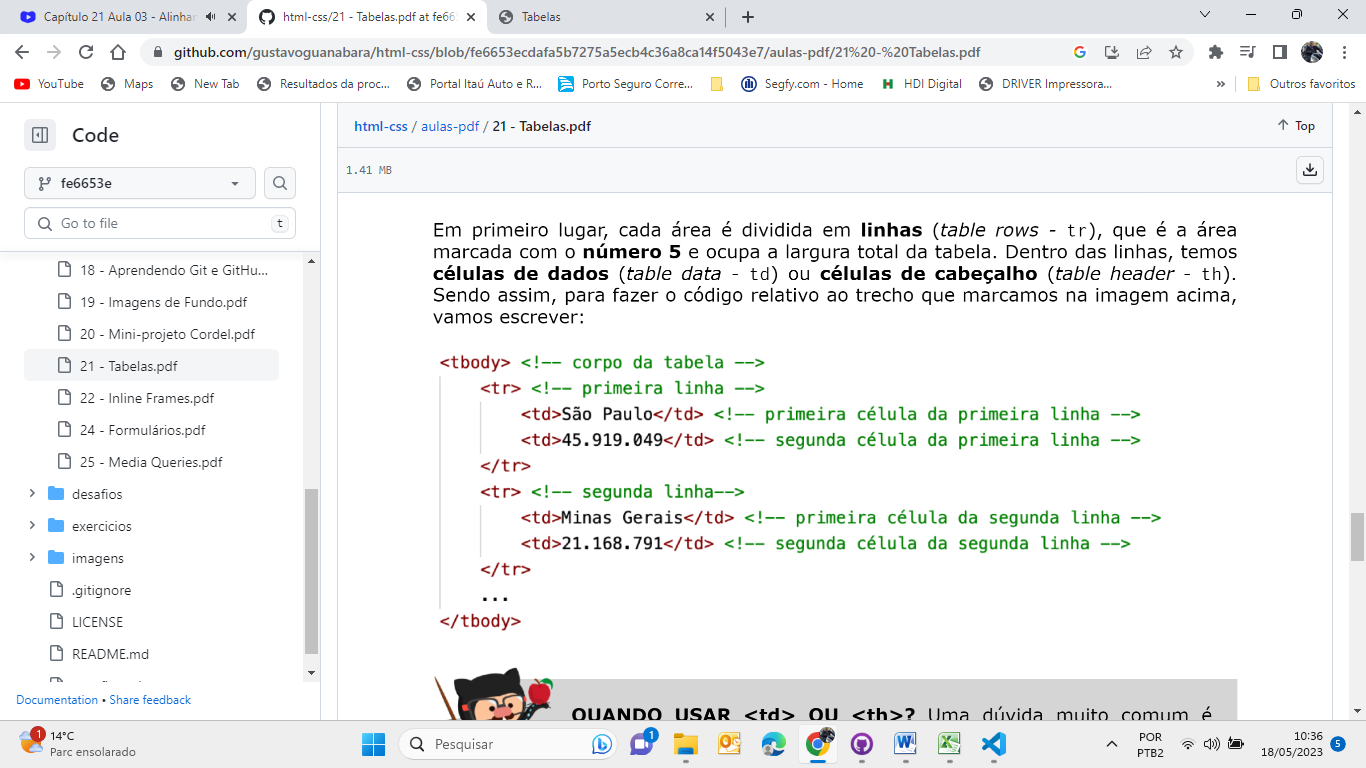 Capítulo 21 Aula 03 - Alinhar
html-css/21 - Tabelas.pdf at fe665
Tabelas
github.com/gustavoguanabara/html-css/blob/fe6653ecdafa5b7275a5ecb4c36a8ca14f5043e7/aulas-pdf/21%20-%20Tabelas.pdf
YouTube
Maps
New Tab
Resultados da proc...
Portal Itaú Auto e R...
Porto Seguro Corre...
Segfy.com - Home
HDI Digital
DRIVER Impressora...
»
Outros favoritos
Code
fe6653e
Go to file
t
18 - Aprendendo Git e GitHu...
19 - Imagens de Fundo.pdf
20 - Mini-projeto Cordel.pdf
21 - Tabelas.pdf
22 - Inline Frames.pdf
24 - Formulários.pdf
25 - Media Queries.pdf
desafios
exercicios
imagens
.gitignore
LICENSE
README.md
Documentation • Share feedback
html-css / aulas-pdf / 21 - Tabelas.pdf
Top
1.41 MB
Em primeiro lugar, cada área é dividida em linhas (table rows - tr), que é a área
marcada com o número 5 e ocupa a largura total da tabela. Dentro das linhas, temos
células de dados (table data - td) ou células de cabeçalho (table header - th).
Sendo assim, para fazer o código relativo ao trecho que marcamos na imagem acima,
vamos escrever:
<tbody> <!-- corpo da tabela -->
<tr> <!-- primeira linha -->
<td>São Paulo</td> <!-- primeira célula da primeira linha -->
<td>45.919.049</td> <!-- segunda célula da primeira linha -->
</tr>
<tr> <!-- segunda linha-->
<td>Minas Gerais</td> <!-- primeira célula da segunda linha -->
<td>21.168.791</td> <!-- segunda célula da segunda linha -->
</tr>
...
</tbody>
QUANDO USAR <td> OU <th>? Uma dúvida muito comum é
1
14°C
Parc ensolarado
Pesquisar
1
POR
PTB2
10:36
18/05/2023
5